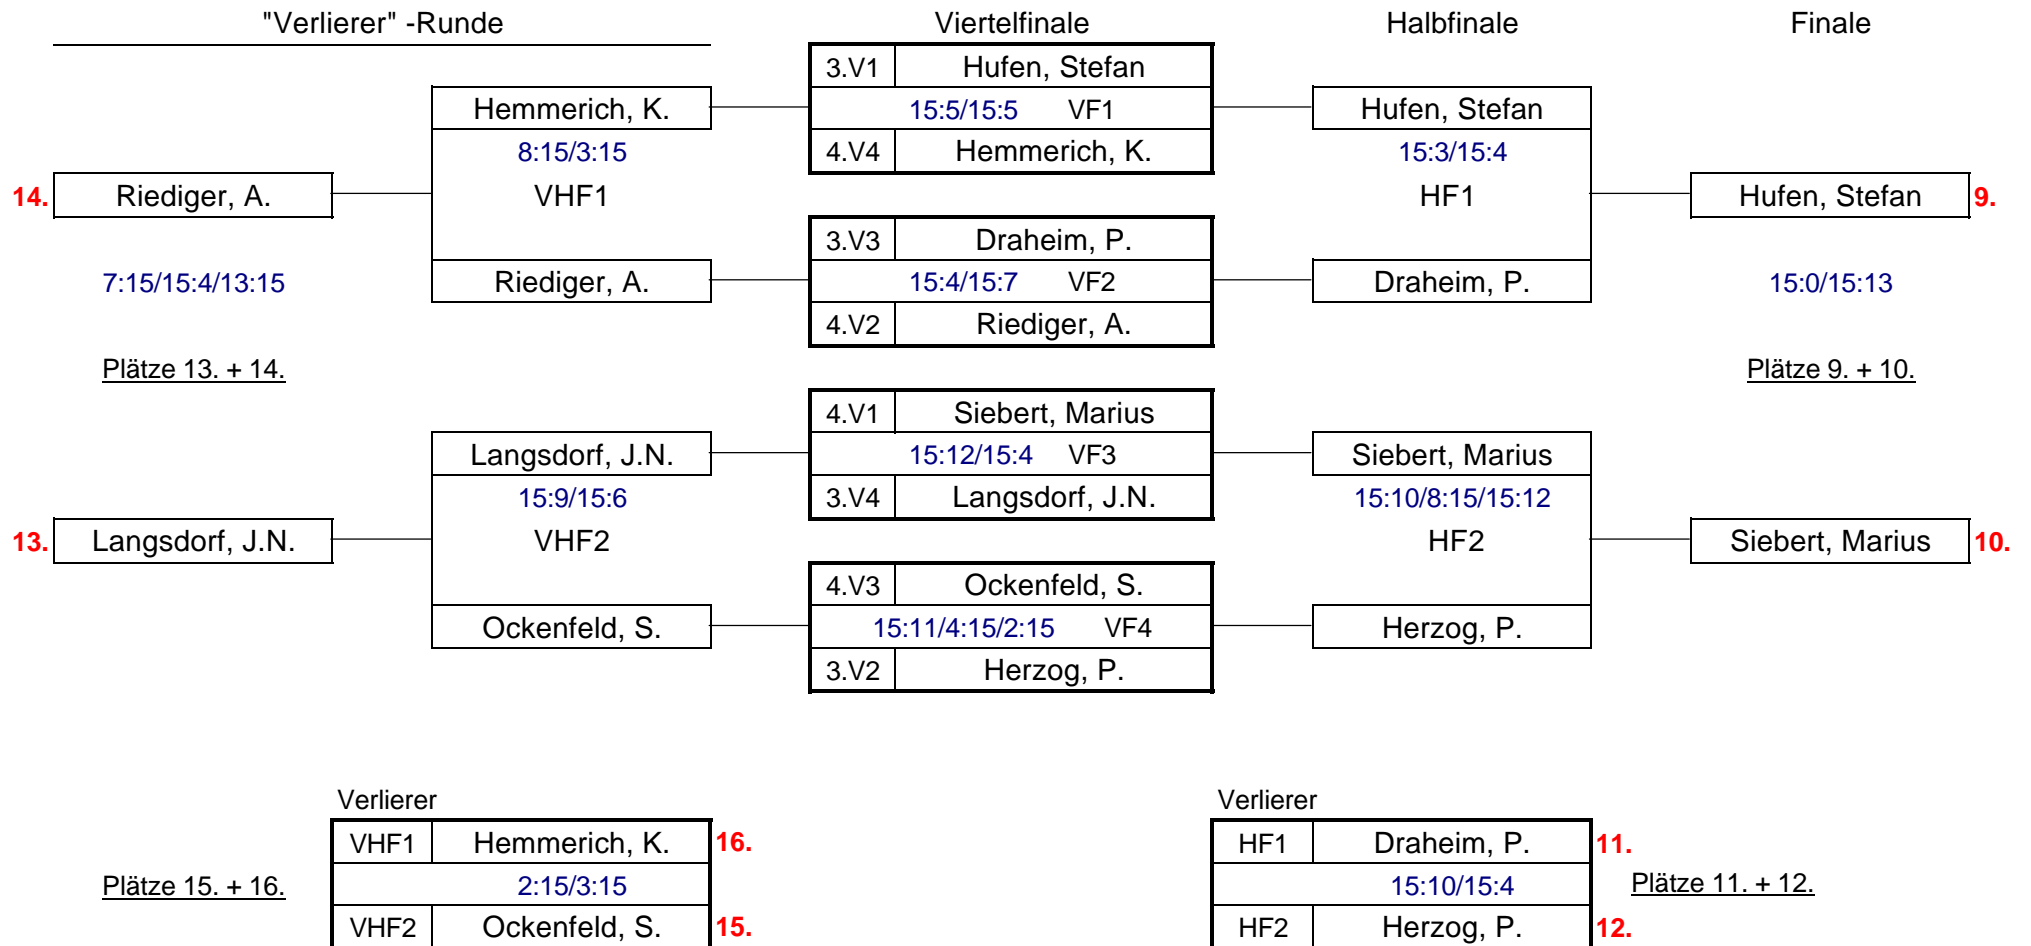 "Verlierer" -Runde Viertelfinale Halbfinale Finale
3.V1 Hufen, Stefan
Hemmerich, K. 15:5/15:5 VF1 Hufen, Stefan
8:15/3:15 4.V4 Hemmerich, K. 15:3/15:4
14. Riediger, A. VHF1 HF1 Hufen, Stefan 9.
3.V3 Draheim, P.
7:15/15:4/13:15 Riediger, A. 15:4/15:7 VF2 Draheim, P. 15:0/15:13
4.V2 Riediger, A.
Plätze 13. + 14. Plätze 9. + 10.
4.V1 Siebert, Marius
Langsdorf, J.N. 15:12/15:4 VF3 Siebert, Marius
15:9/15:6 3.V4 Langsdorf, J.N. 15:10/8:15/15:12
13. Langsdorf, J.N. VHF2 HF2 Siebert, Marius 10.
4.V3 Ockenfeld, S.
Ockenfeld, S. 15:11/4:15/2:15 VF4 Herzog, P.
3.V2 Herzog, P.
Verlierer Verlierer
VHF1 Hemmerich, K. 16. HF1 Draheim, P. 11.
Plätze 15. + 16. 2:15/3:15 15:10/15:4 Plätze 11. + 12.
VHF2 Ockenfeld, S. 15. HF2 Herzog, P. 12.